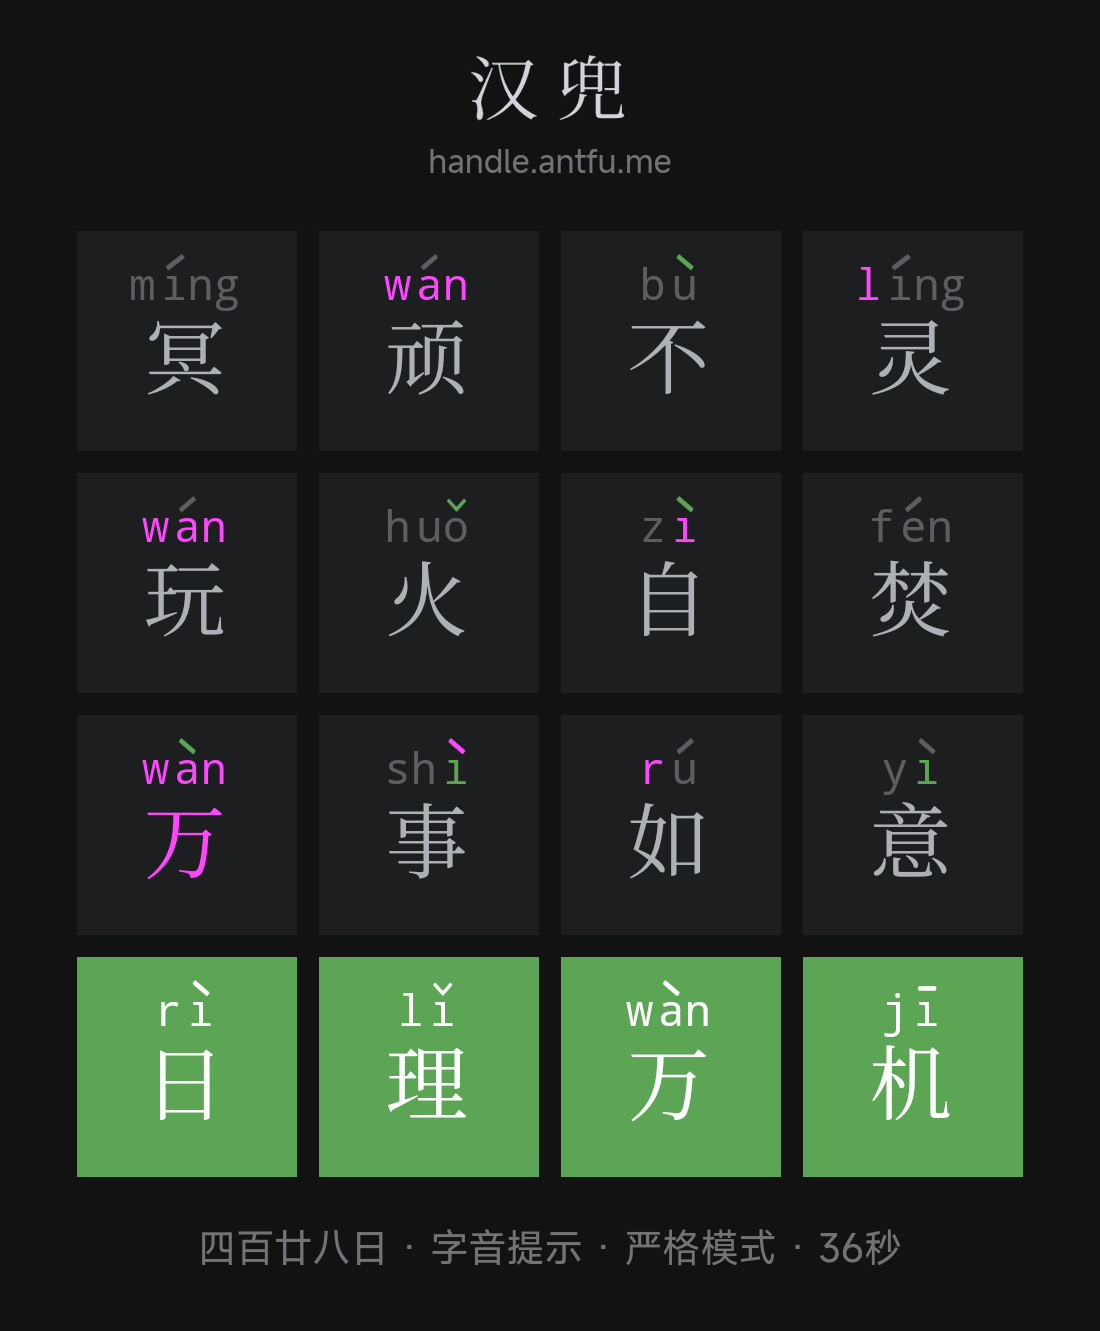 汉兜
handle.antfu.me
míng wán bù líng
冥 顽 不 灵
wán huǒ zì fén
玩 火 自 焚
wàn shì rú yì
万 事 如 意
rì lǐ wàn jī
日 理 万 机
四百廿八日 · 字音提示 · 严格模式 · 36秒